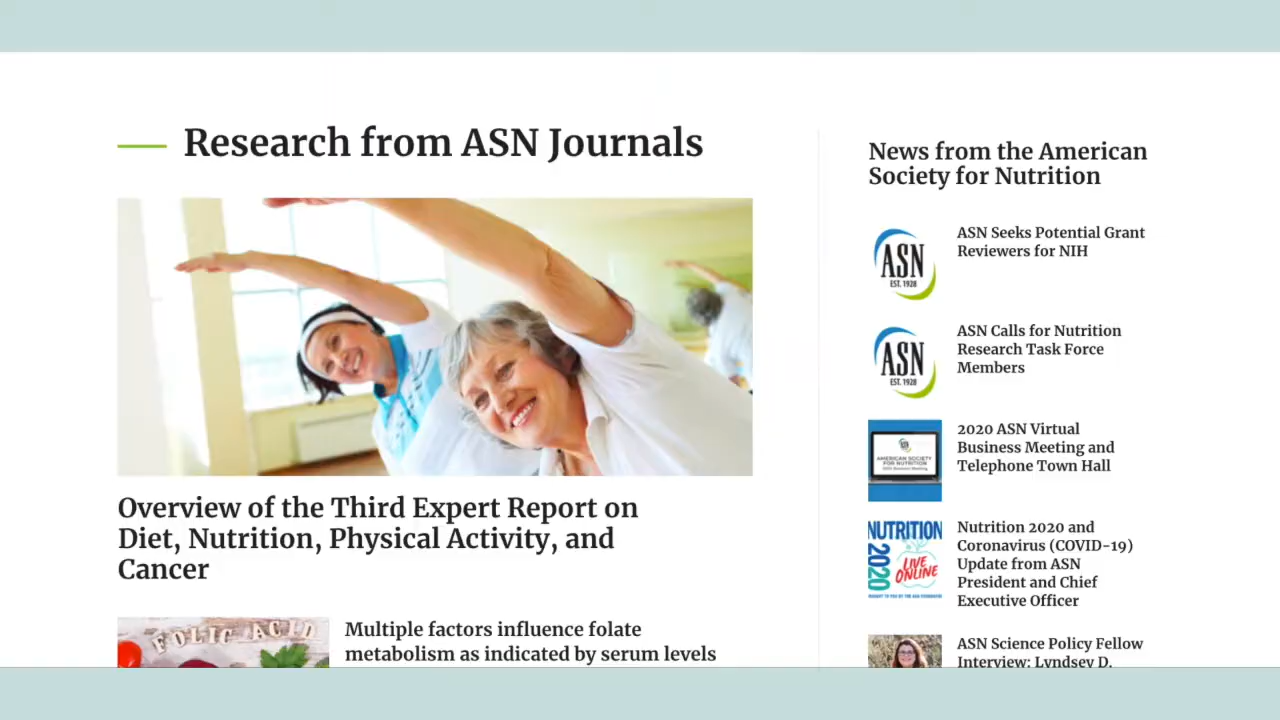 Research from ASN Journals
Overview of the Third Expert Report on
Diet, Nutrition, Physical Activity, and
Cancer
FOLIC ACID
Multiple factors influence folate
metabolism as indicated by serum levels
News from the American
Society for Nutrition
ASN
EST. 1928
ASN Seeks Potential Grant
Reviewers for NIH
ASN
EST. 1928
ASN Calls for Nutrition
Research Task Force
Members
AMERICAN SOCIETY
FOR NUTRITION
2020 ASN Virtual
Business Meeting and
Telephone Town Hall
NUTRITION
2020
LIVE
ONLINE
Nutrition 2020 and
Coronavirus (COVID-19)
Update from ASN
President and Chief
Executive Officer
ASN Science Policy Fellow
Interview: Lyndsey D.